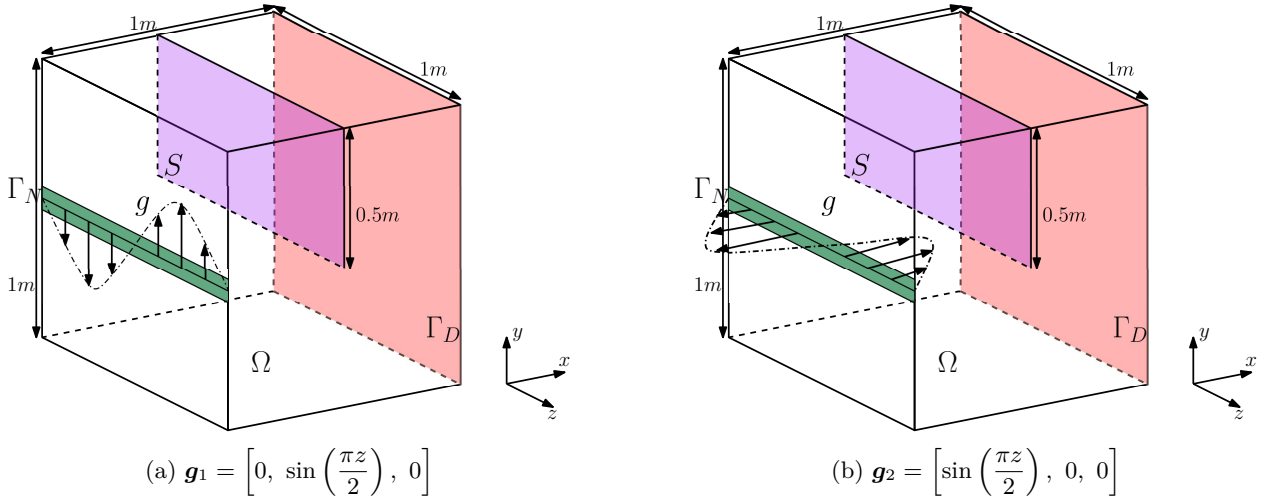 1m
1m
Γ_N
S
g
0.5m
1m
Γ_D
Ω
y
x
z
(a) g₁ = [0, sin (πz/2), 0]
1m
1m
Γ_N
S
g
0.5m
1m
Γ_D
Ω
y
x
z
(b) g₂ = [sin (πz/2), 0, 0]